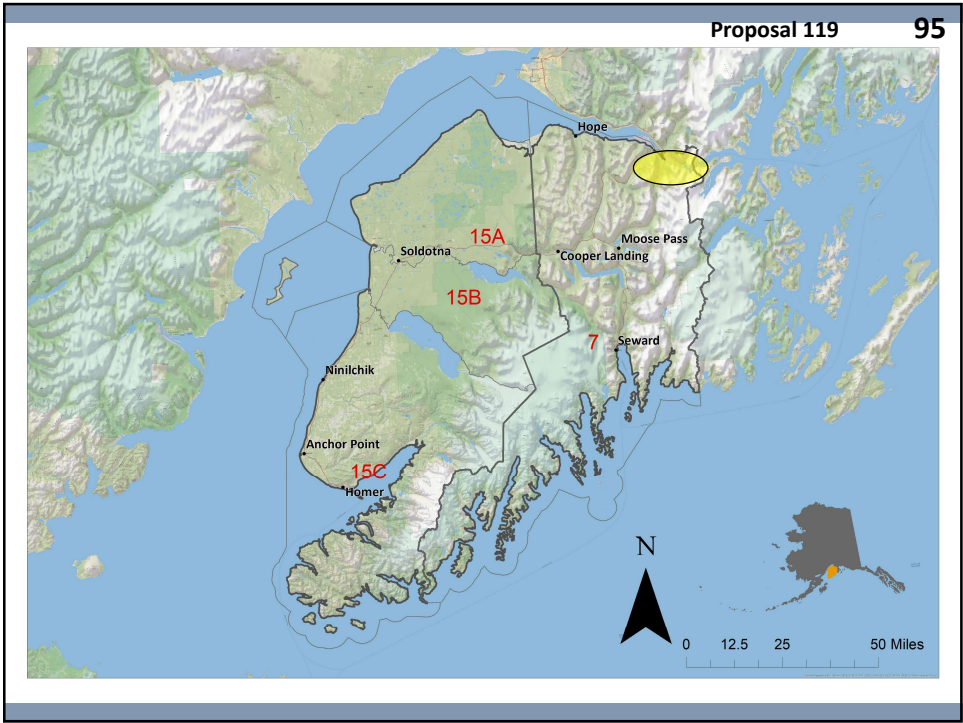 Proposal 119 95
Hope
15A
Moose Pass
Soldotna
Cooper Landing
15B
7
Seward
Ninilchik
Anchor Point
15C
Homer
N
0 12.5 25 50 Miles